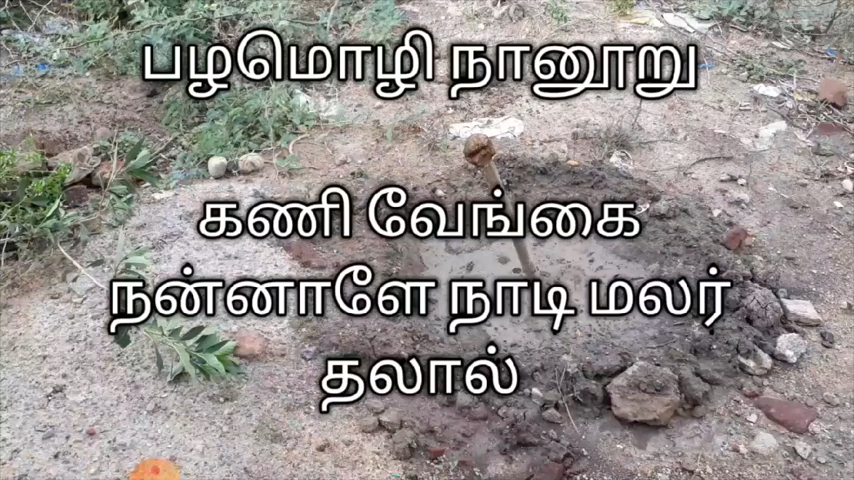 பழமொழி நானூறு
கணி வேங்கை
நன்னாளே நாடி மலர்
தலால்